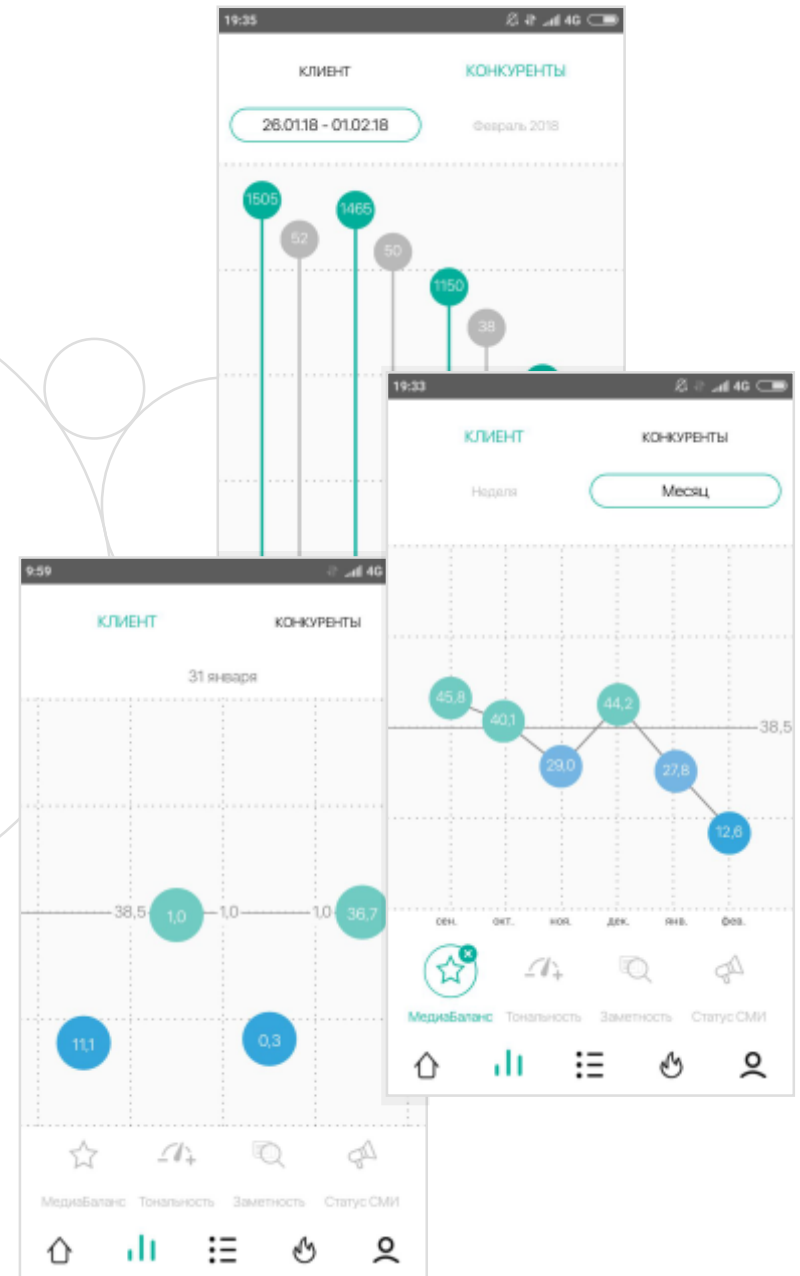 19:35 4G
КЛИЕНТ КОНКУРЕНТЫ
26.01.18 - 01.02.18 Февраль 2018
1505
1465
52
50
1150
38
19:33 4G
КЛИЕНТ КОНКУРЕНТЫ
Неделя Месяц
45,8
44,2
40,1
38,5
29,0
27,8
12,6
сен. окт. ноя. дек. янв. фев.
МедиаБаланс Тональность Заметность Статус СМИ
9:59 4G
КЛИЕНТ КОНКУРЕНТЫ
31 января
38,5 1,0 1,0 1,0 36,7
11,1 0,3
МедиаБаланс Тональность Заметность Статус СМИ